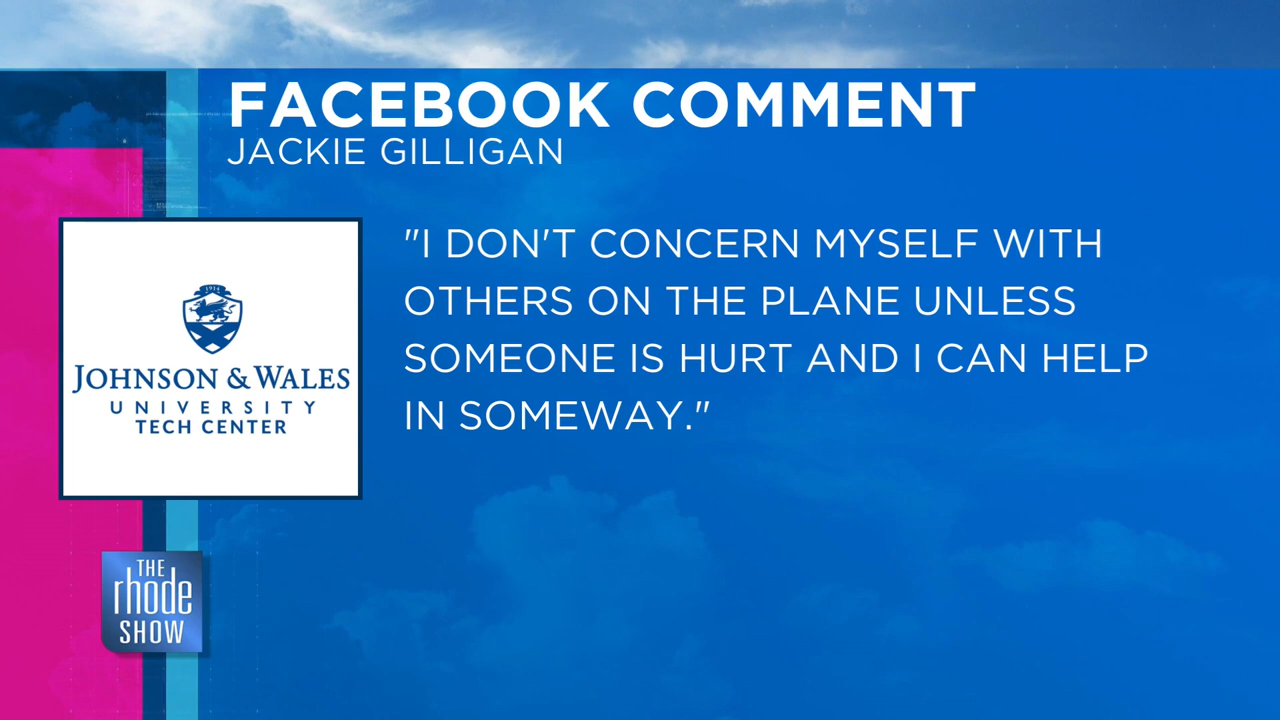 FACEBOOK COMMENT
JACKIE GILLIGAN
"I DON'T CONCERN MYSELF WITH
OTHERS ON THE PLANE UNLESS
SOMEONE IS HURT AND I CAN HELP
IN SOMEWAY."
1914
JOHNSON & WALES
UNIVERSITY
TECH CENTER
THE
rhode
SHOW